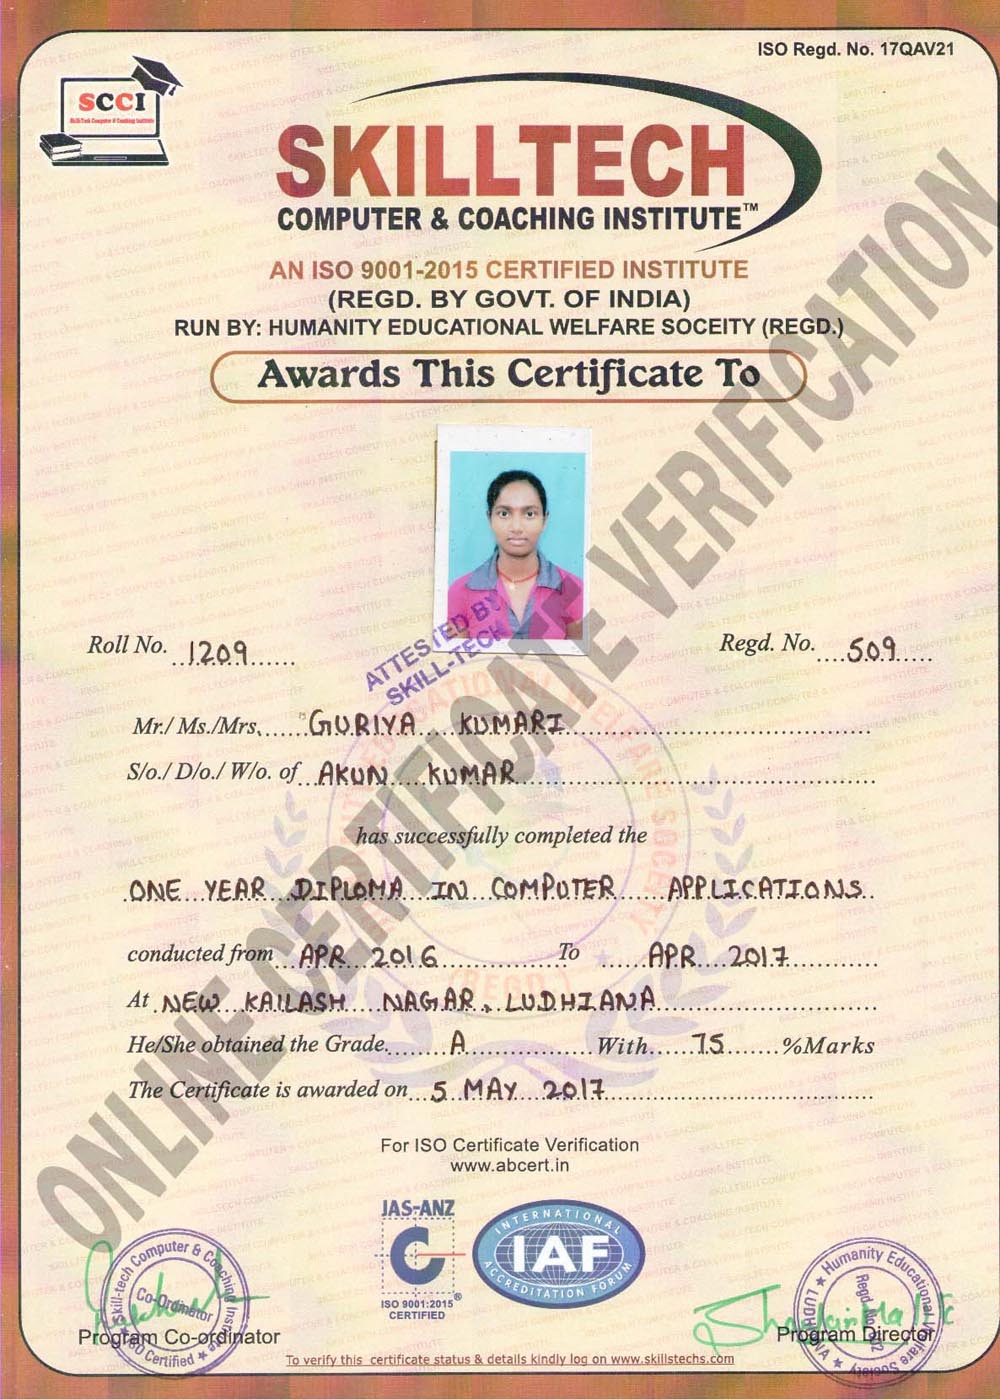 ISO Regd. No. 17QAV21
SCCI
SKILLTECH
COMPUTER & COACHING INSTITUTE™
AN ISO 9001-2015 CERTIFIED INSTITUTE
(REGD. BY GOVT. OF INDIA)
RUN BY: HUMANITY EDUCATIONAL WELFARE SOCEITY (REGD.)
Awards This Certificate To
ATTESTED BY
SKILL-TECH
Roll No. 1209
Regd. No. 509
Mr./ Ms./Mrs. GURIYA KUMARI
S/o./ D/o./ W/o. of AKUN KUMAR
has successfully completed the
ONE YEAR DIPLOMA IN COMPUTER APPLICATIONS
conducted from APR 2016 To APR 2017
At NEW KAILASH NAGAR, LUDHIANA
He/She obtained the Grade A With 75 %Marks
The Certificate is awarded on 5 MAY 2017
ONLINE CERTIFICATE VERIFICATION
For ISO Certificate Verification
www.abcert.in
JAS-ANZ
ISO 9001:2015
CERTIFIED
INTERNATIONAL
IAF
ACCREDITATION FORUM
Skill-tech Computer & Coaching Institute
Co-Ordinator
ISO Certified
Program Co-ordinator
Humanity Educational Welfare Society
LUDHIANA
Program Director
To verify this certificate status & details kindly log on www.skillstechs.com